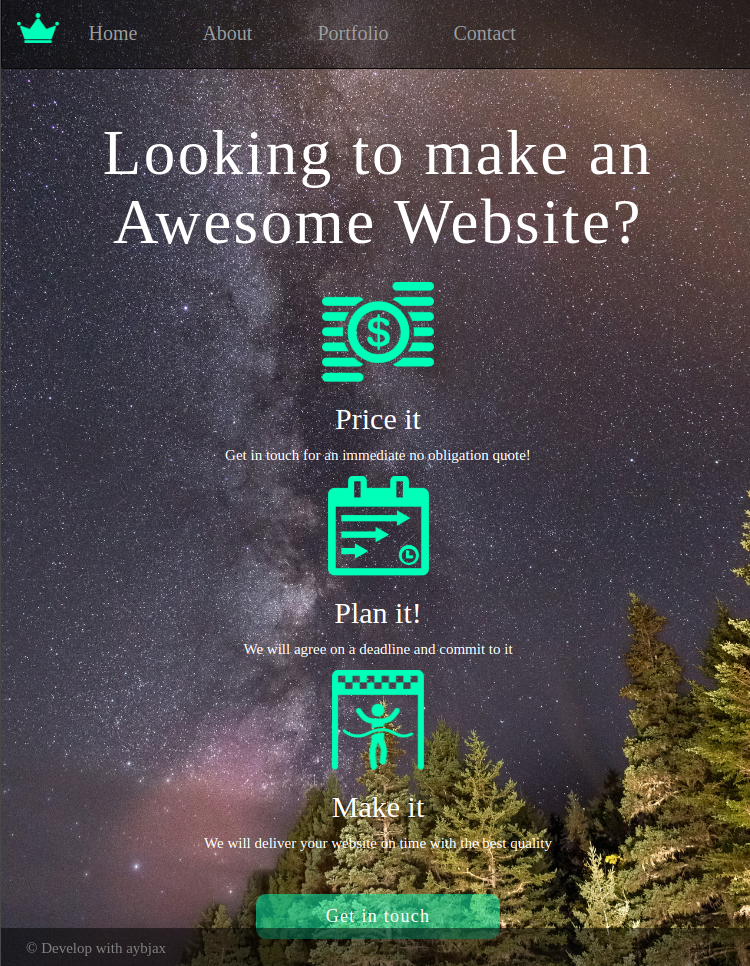 Home About Portfolio Contact
Looking to make an
Awesome Website?
$
Price it
Get in touch for an immediate no obligation quote!
Plan it!
We will agree on a deadline and commit to it
Make it
We will deliver your website on time with the best quality
Get in touch
© Develop with aybjax